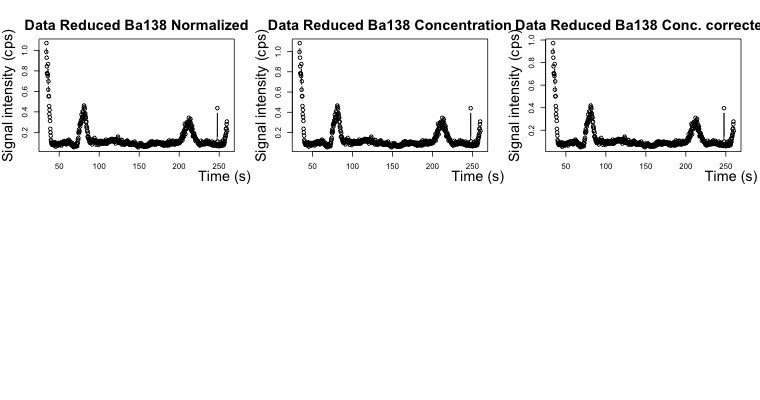 Data Reduced Ba138 Normalized
Signal intensity (cps)
0.2 0.4 0.6 0.8 1.0
50 100 150 200 250
Time (s)
Data Reduced Ba138 Concentration
Signal intensity (cps)
0.2 0.4 0.6 0.8 1.0
50 100 150 200 250
Time (s)
Data Reduced Ba138 Conc. correcte
Signal intensity (cps)
0.2 0.4 0.6 0.8 1.0
50 100 150 200 250
Time (s)